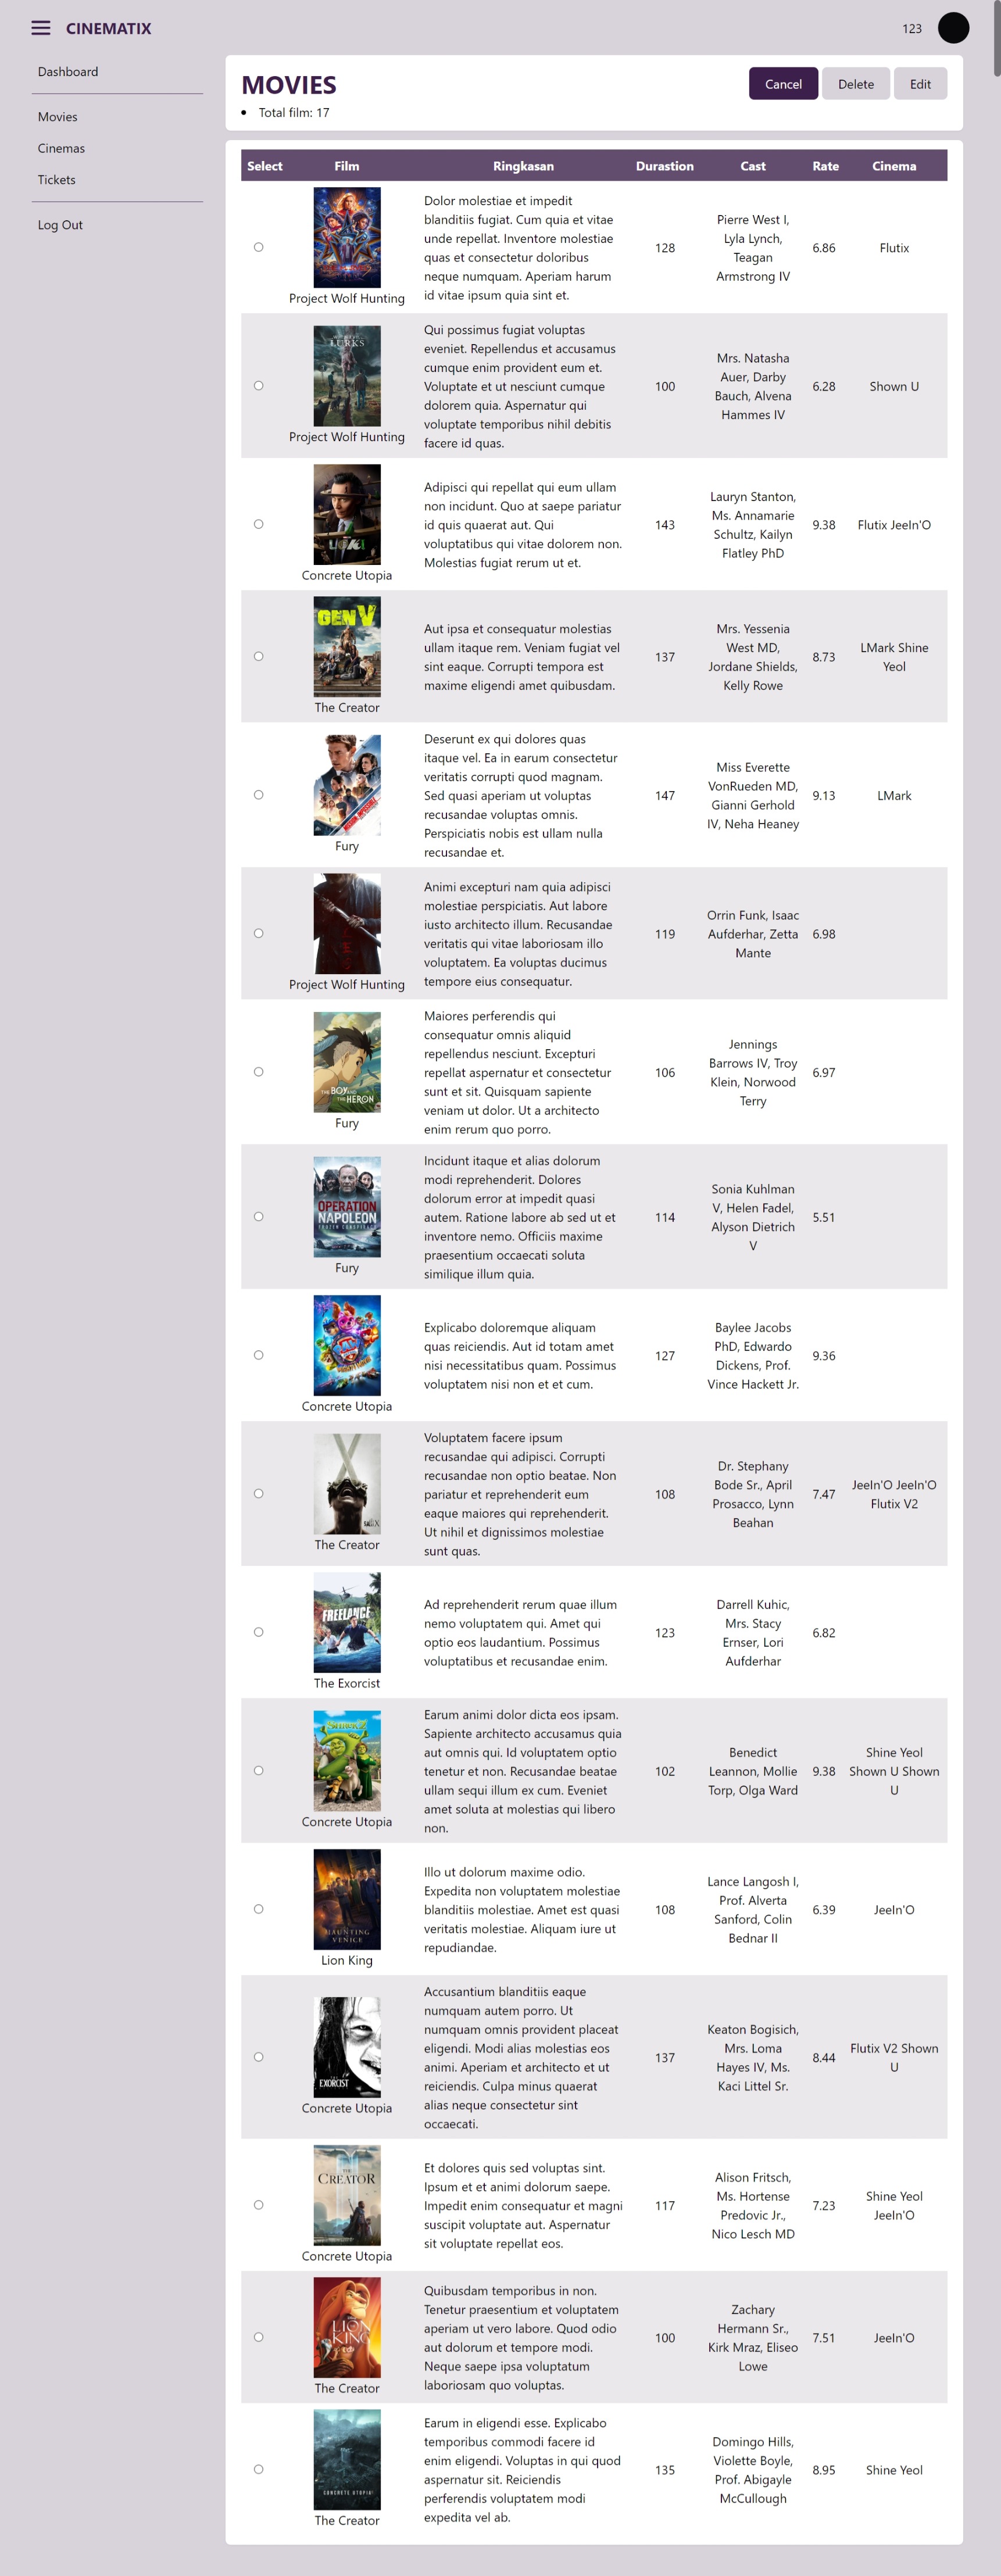 CINEMATIX
123
Dashboard
Movies
Cinemas
Tickets
Log Out
MOVIES
• Total film: 17
Cancel Delete Edit
Select Film Ringkasan Durastion Cast Rate Cinema
Project Wolf Hunting
Dolor molestiae et impedit
blanditiis fugiat. Cum quia et vitae
unde repellat. Inventore molestiae
quas et consectetur doloribus
neque numquam. Aperiam harum
id vitae ipsum quia sint et.
128
Pierre West I,
Lyla Lynch,
Teagan
Armstrong IV
6.86
Flutix
LURKS
Project Wolf Hunting
Qui possimus fugiat voluptas
eveniet. Repellendus et accusamus
cumque enim provident eum et.
Voluptate et ut nesciunt cumque
dolorem quia. Aspernatur qui
voluptate temporibus nihil debitis
facere id quas.
100
Mrs. Natasha
Auer, Darby
Bauch, Alvena
Hammes IV
6.28
Shown U
LOKI
Concrete Utopia
Adipisci qui repellat qui eum ullam
non incidunt. Quo at saepe pariatur
id quis quaerat aut. Qui
voluptatibus qui vitae dolorem non.
Molestias fugiat rerum ut et.
143
Lauryn Stanton,
Ms. Annamarie
Schultz, Kailyn
Flatley PhD
9.38
Flutix JeeIn'O
GEN V
The Creator
Aut ipsa et consequatur molestias
ullam itaque rem. Veniam fugiat vel
sint eaque. Corrupti tempora est
maxime eligendi amet quibusdam.
137
Mrs. Yessenia
West MD,
Jordane Shields,
Kelly Rowe
8.73
LMark Shine
Yeol
MISSION IMPOSSIBLE
Fury
Deserunt ex qui dolores quas
itaque vel. Ea in earum consectetur
veritatis corrupti quod magnam.
Sed quasi aperiam ut voluptas
recusandae voluptas omnis.
Perspiciatis nobis est ullam nulla
recusandae et.
147
Miss Everette
VonRueden MD,
Gianni Gerhold
IV, Neha Heaney
9.13
LMark
Project Wolf Hunting
Animi excepturi nam quia adipisci
molestiae perspiciatis. Aut labore
iusto architecto illum. Recusandae
veritatis qui vitae laboriosam illo
voluptatem. Ea voluptas ducimus
tempore eius consequatur.
119
Orrin Funk, Isaac
Aufderhar, Zetta
Mante
6.98
THE BOY AND
THE HERON
Fury
Maiores perferendis qui
consequatur omnis aliquid
repellendus nesciunt. Excepturi
repellat aspernatur et consectetur
sunt et sit. Quisquam sapiente
veniam ut dolor. Ut a architecto
enim rerum quo porro.
106
Jennings
Barrows IV, Troy
Klein, Norwood
Terry
6.97
OPERATION
NAPOLEON
Fury
Incidunt itaque et alias dolorum
modi reprehenderit. Dolores
dolorum error at impedit quasi
autem. Ratione labore ab sed ut et
inventore nemo. Officiis maxime
praesentium occaecati soluta
similique illum quia.
114
Sonia Kuhlman
V, Helen Fadel,
Alyson Dietrich
V
5.51
Concrete Utopia
Explicabo doloremque aliquam
quas reiciendis. Aut id totam amet
nisi necessitatibus quam. Possimus
voluptatem nisi non et et cum.
127
Baylee Jacobs
PhD, Edwardo
Dickens, Prof.
Vince Hackett Jr.
9.36
The Creator
Voluptatem facere ipsum
recusandae qui adipisci. Corrupti
recusandae non optio beatae. Non
pariatur et reprehenderit eum
eaque maiores qui reprehenderit.
Ut nihil et dignissimos molestiae
sunt quas.
108
Dr. Stephany
Bode Sr., April
Prosacco, Lynn
Beahan
7.47
JeeIn'O JeeIn'O
Flutix V2
FREELANCE
The Exorcist
Ad reprehenderit rerum quae illum
nemo voluptatem qui. Amet qui
optio eos laudantium. Possimus
voluptatibus et recusandae enim.
123
Darrell Kuhic,
Mrs. Stacy
Ernser, Lori
Aufderhar
6.82
SHREK 2
Concrete Utopia
Earum animi dolor dicta eos ipsam.
Sapiente architecto accusamus quia
aut omnis qui. Id voluptatem optio
tenetur et non. Recusandae beatae
ullam sequi illum ex cum. Eveniet
amet soluta at molestias qui libero
non.
102
Benedict
Leannon, Mollie
Torp, Olga Ward
9.38
Shine Yeol
Shown U Shown
U
HAUNTING
VENICE
Lion King
Illo ut dolorum maxime odio.
Expedita non voluptatem molestiae
blanditiis molestiae. Amet est quasi
veritatis molestiae. Aliquam iure ut
repudiandae.
108
Lance Langosh I,
Prof. Alverta
Sanford, Colin
Bednar II
6.39
JeeIn'O
EXORCIST
Concrete Utopia
Accusantium blanditiis eaque
numquam autem porro. Ut
numquam omnis provident placeat
eligendi. Modi alias molestias eos
animi. Aperiam et architecto et ut
reiciendis. Culpa minus quaerat
alias neque consectetur sint
occaecati.
137
Keaton Bogisich,
Mrs. Loma
Hayes IV, Ms.
Kaci Littel Sr.
8.44
Flutix V2 Shown
U
CREATOR
Concrete Utopia
Et dolores quis sed voluptas sint.
Ipsum et et animi dolorum saepe.
Impedit enim consequatur et magni
suscipit voluptate aut. Aspernatur
sit voluptate repellat eos.
117
Alison Fritsch,
Ms. Hortense
Predovic Jr.,
Nico Lesch MD
7.23
Shine Yeol
JeeIn'O
LION
KING
The Creator
Quibusdam temporibus in non.
Tenetur praesentium et voluptatem
aperiam ut vero labore. Quod odio
aut dolorum et tempore modi.
Neque saepe ipsa voluptatum
laboriosam quo voluptas.
100
Zachary
Hermann Sr.,
Kirk Mraz, Eliseo
Lowe
7.51
JeeIn'O
CONCRETE UTOPIA
The Creator
Earum in eligendi esse. Explicabo
temporibus commodi facere id
enim eligendi. Voluptas in qui quod
aspernatur sit. Reiciendis
perferendis voluptatem modi
expedita vel ab.
135
Domingo Hills,
Violette Boyle,
Prof. Abigayle
McCullough
8.95
Shine Yeol